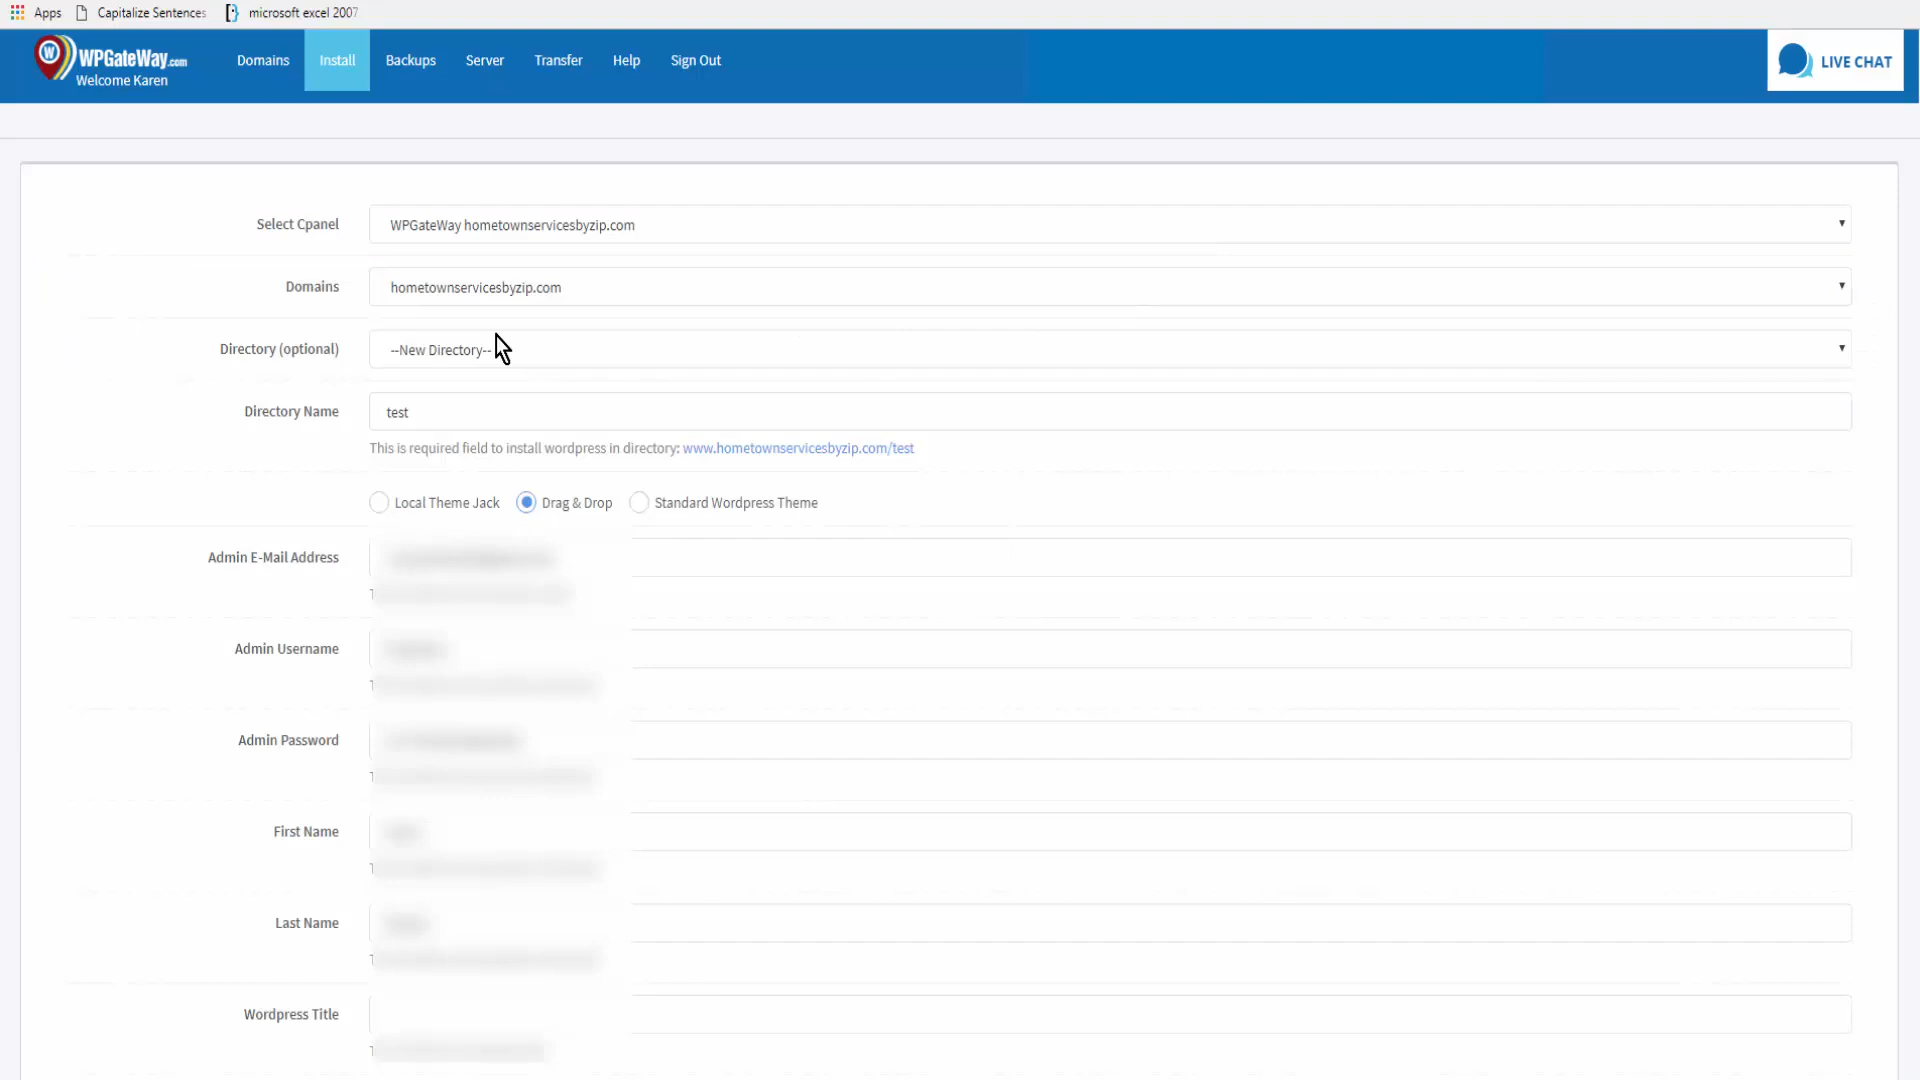 Apps Capitalize Sentences microsoft excel 2007
WPGateWay.com
Welcome Karen
Domains Install Backups Server Transfer Help Sign Out
LIVE CHAT
Select Cpanel WPGateWay hometownservicesbyzip.com
Domains hometownservicesbyzip.com
Directory (optional) --New Directory--
Directory Name test
This is required field to install wordpress in directory: www.hometownservicesbyzip.com/test
Local Theme Jack Drag & Drop Standard Wordpress Theme
Admin E-Mail Address
Admin Username
Admin Password
First Name
Last Name
Wordpress Title